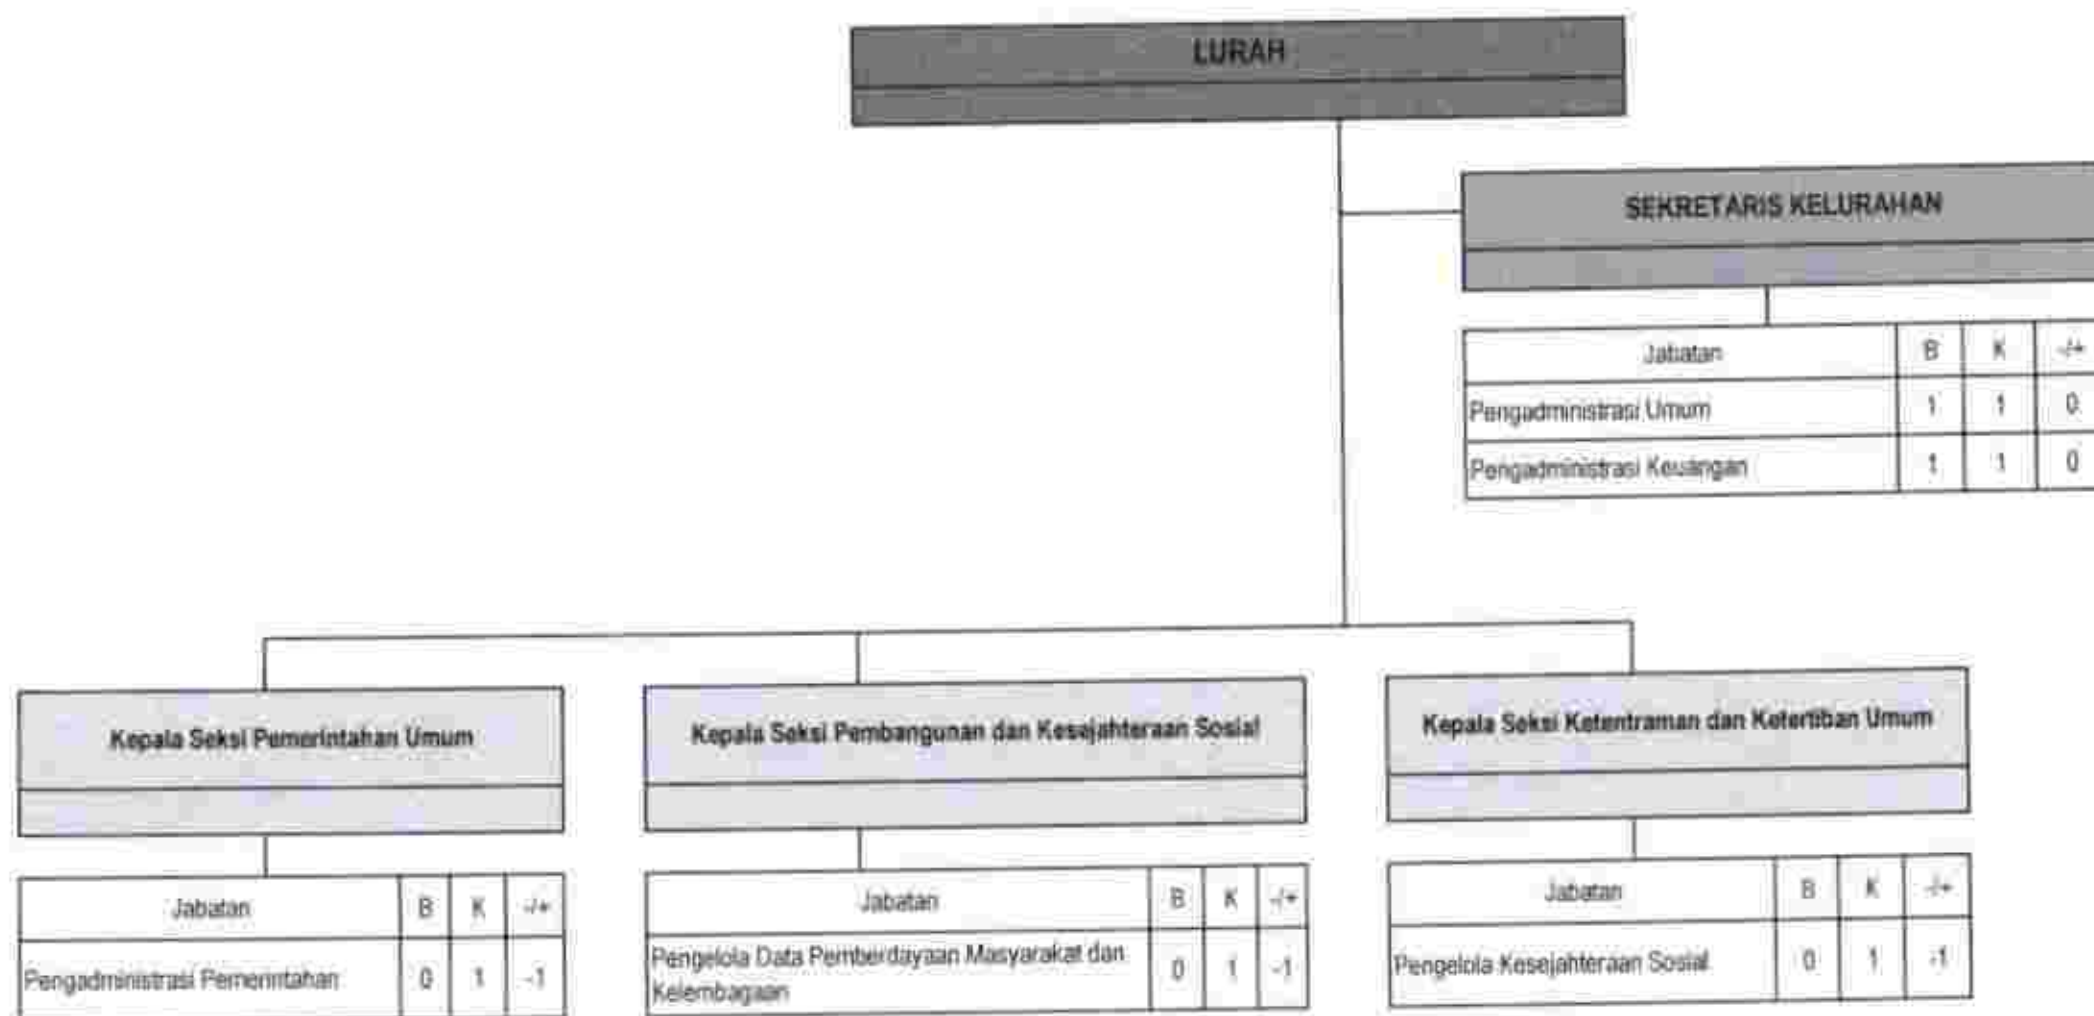 LURAH
SEKRETARIS KELURAHAN
Jabatan B K -/+
Pengadministrasi Umum 1 1 0
Pengadministrasi Keuangan 1 1 0
Kepala Seksi Pemerintahan Umum
Jabatan B K -/+
Pengadministrasi Pemerintahan 0 1 -1
Kepala Seksi Pembangunan dan Kesejahteraan Sosial
Jabatan B K -/+
Pengelola Data Pemberdayaan Masyarakat dan
Kelembagaan 0 1 -1
Kepala Seksi Ketentraman dan Ketertiban Umum
Jabatan B K -/+
Pengelola Kesejahteraan Sosial 0 1 -1